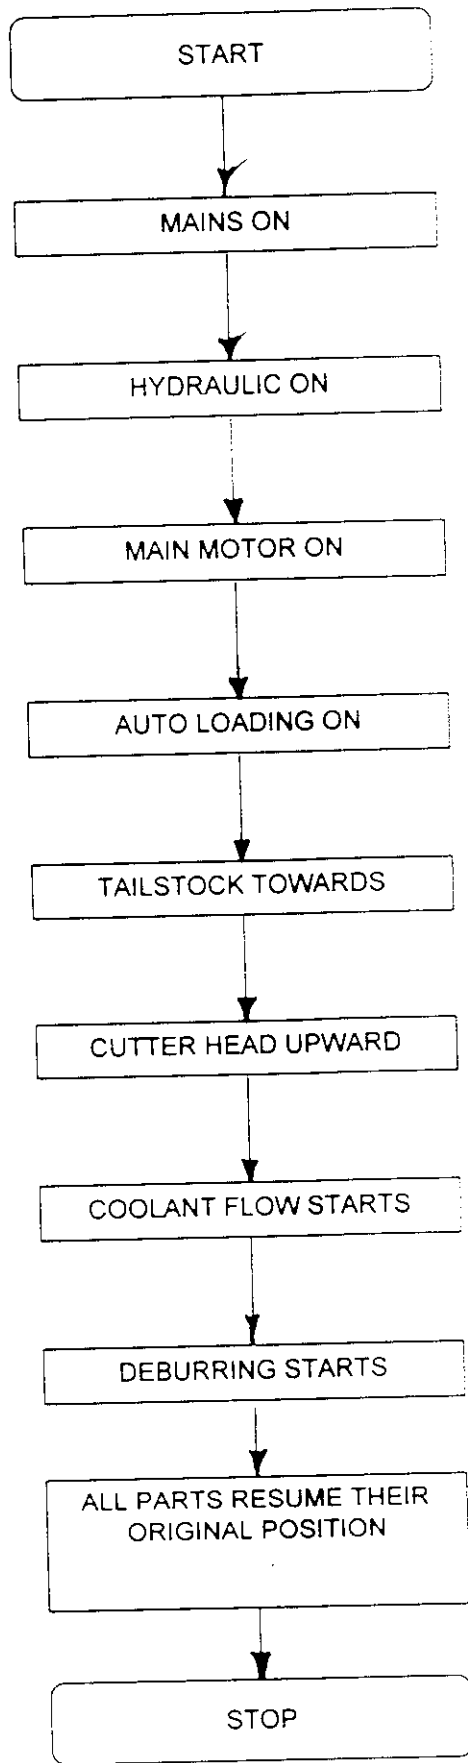 START
MAINS ON
HYDRAULIC ON
MAIN MOTOR ON
AUTO LOADING ON
TAILSTOCK TOWARDS
CUTTER HEAD UPWARD
COOLANT FLOW STARTS
DEBURRING STARTS
ALL PARTS RESUME THEIR
ORIGINAL POSITION
STOP